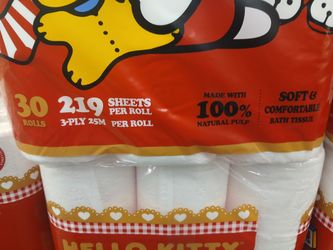 30 ROLLS
219 SHEETS PER ROLL
3-PLY 25M PER ROLL
MADE WITH
100%
NATURAL PULP
SOFT &
COMFORTABLE
BATH TISSUE
HELLO KITTY